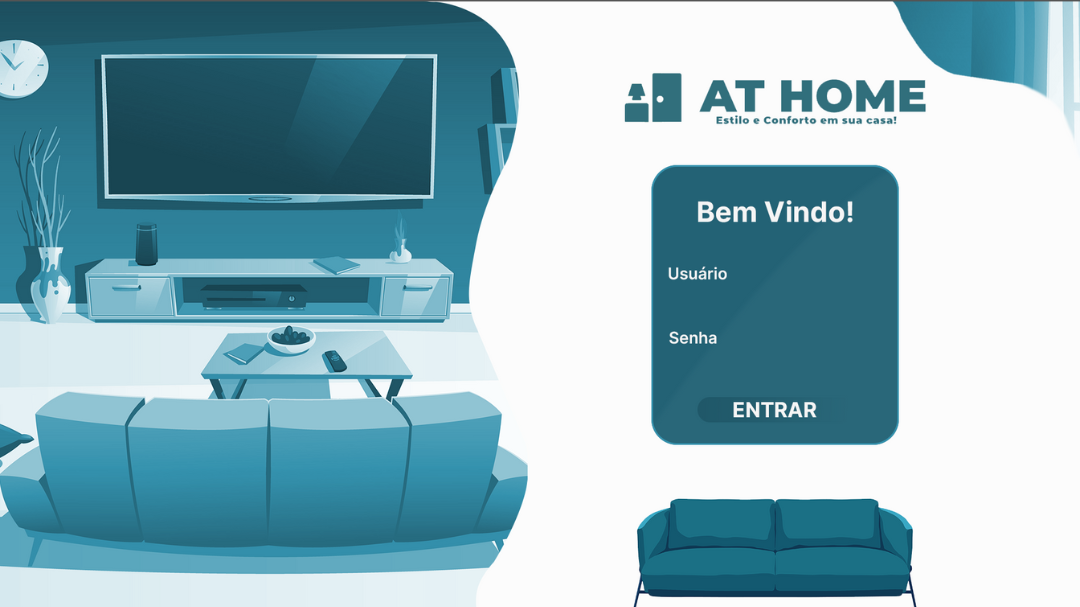 AT HOME
Estilo e Conforto em sua casa!
Bem Vindo!
Usuário
Senha
ENTRAR